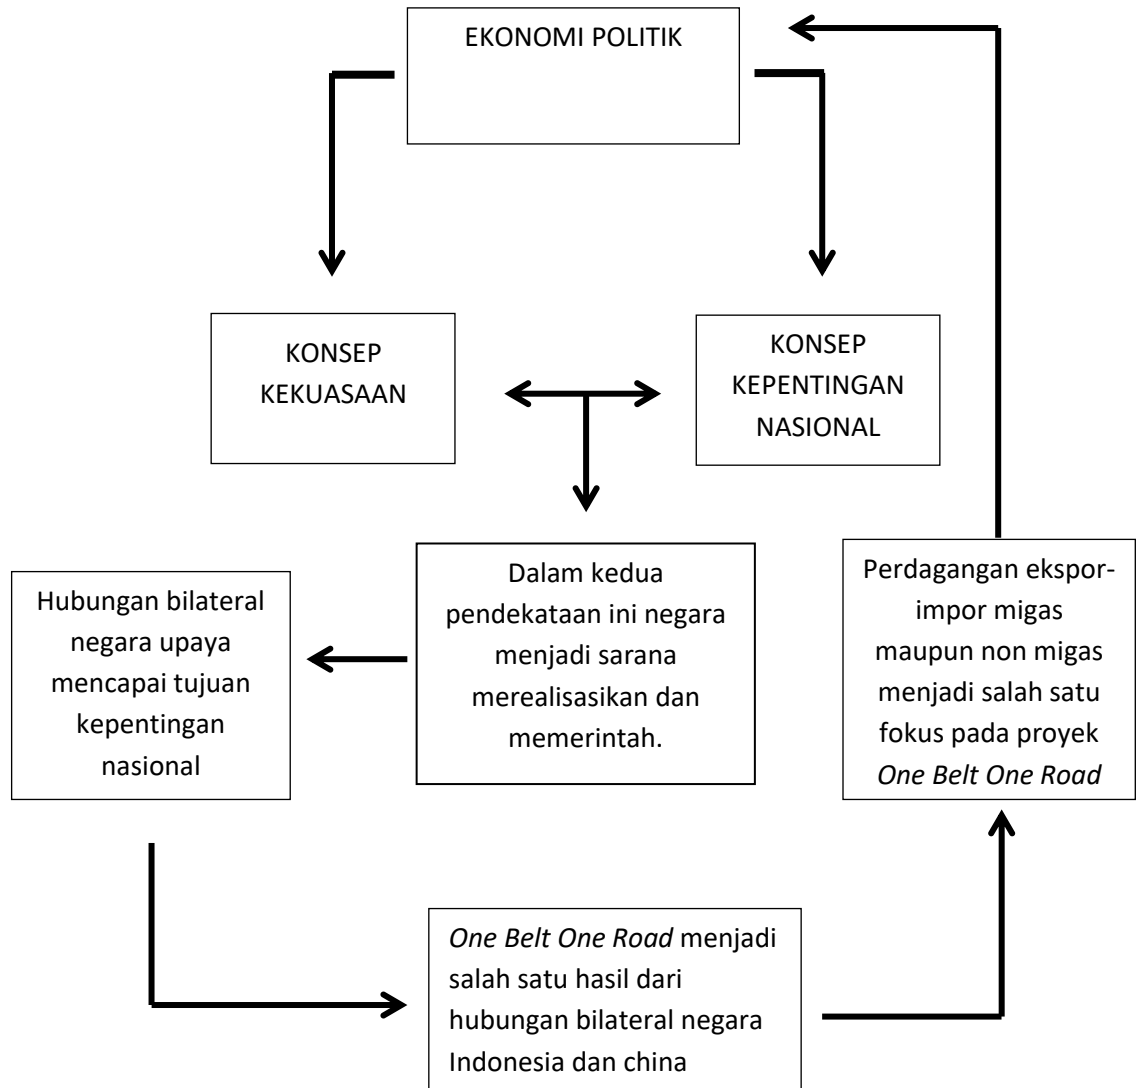 EKONOMI POLITIK
KONSEP
KEKUASAAN
KONSEP
KEPENTINGAN
NASIONAL
Dalam kedua
pendekataan ini negara
menjadi sarana
merealisasikan dan
memerintah.
Hubungan bilateral
negara upaya
mencapai tujuan
kepentingan
nasional
One Belt One Road menjadi
salah satu hasil dari
hubungan bilateral negara
Indonesia dan china
Perdagangan ekspor-
impor migas
maupun non migas
menjadi salah satu
fokus pada proyek
One Belt One Road